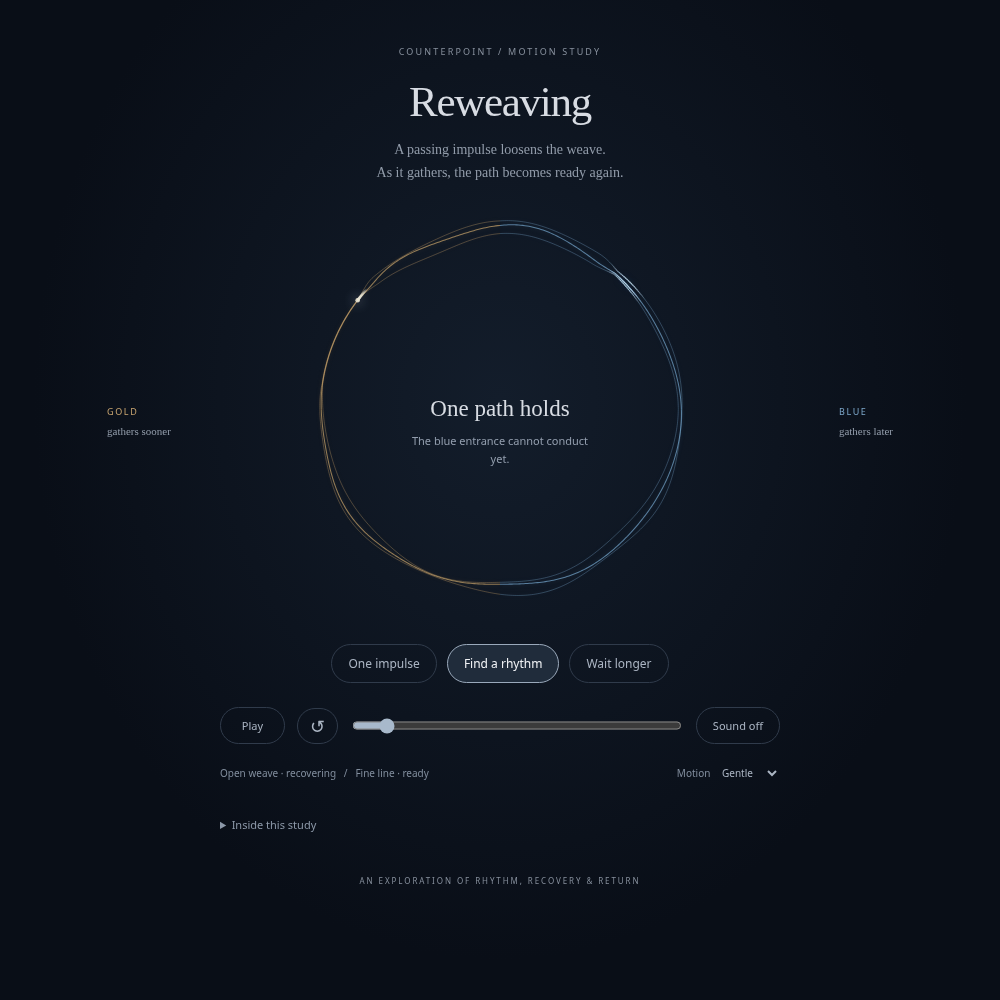 COUNTERPOINT / MOTION STUDY
Reweaving
A passing impulse loosens the weave.
As it gathers, the path becomes ready again.
GOLD
gathers sooner
One path holds
The blue entrance cannot conduct
yet.
BLUE
gathers later
One impulse
Find a rhythm
Wait longer
Play
↺
Sound off
Open weave · recovering / Fine line · ready
Motion
Gentle
Inside this study
AN EXPLORATION OF RHYTHM, RECOVERY & RETURN